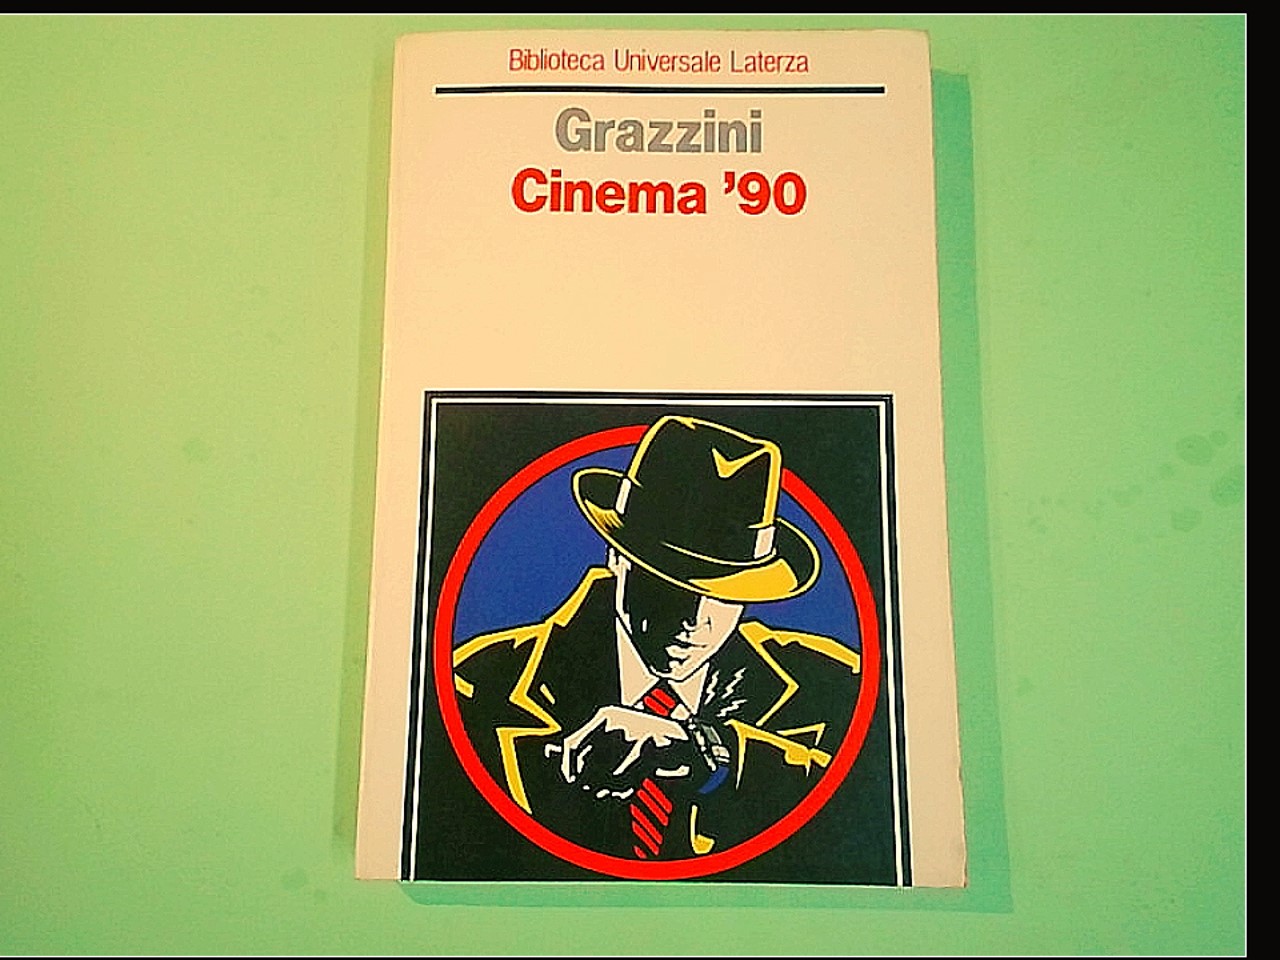 Biblioteca Universale Laterza
Grazzini
Cinema ’90